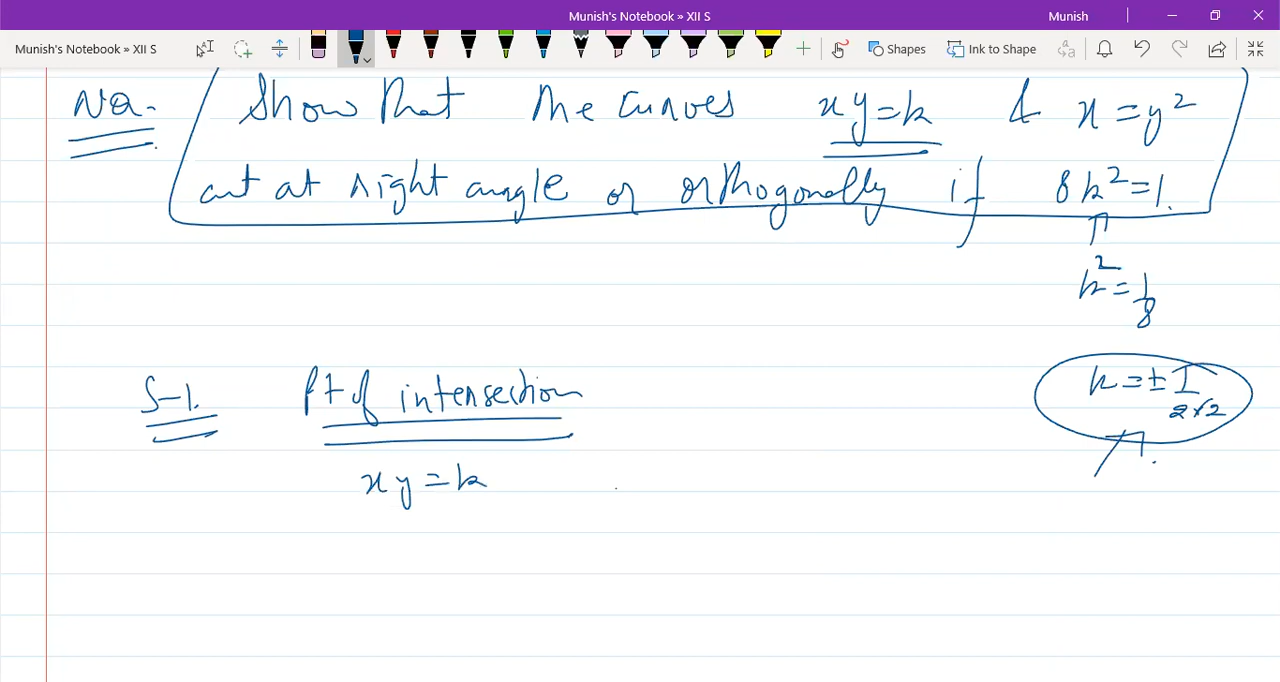 Munish's Notebook » XII S
Munish
Munish's Notebook » XII S
Shapes
Ink to Shape
NQ- Show that the curves xy=k & x=y²
cut at right angle or orthogonally if 8k²=1.
k²=1/8
S-1. Pt of intersection
k=±1/2√2
xy=k